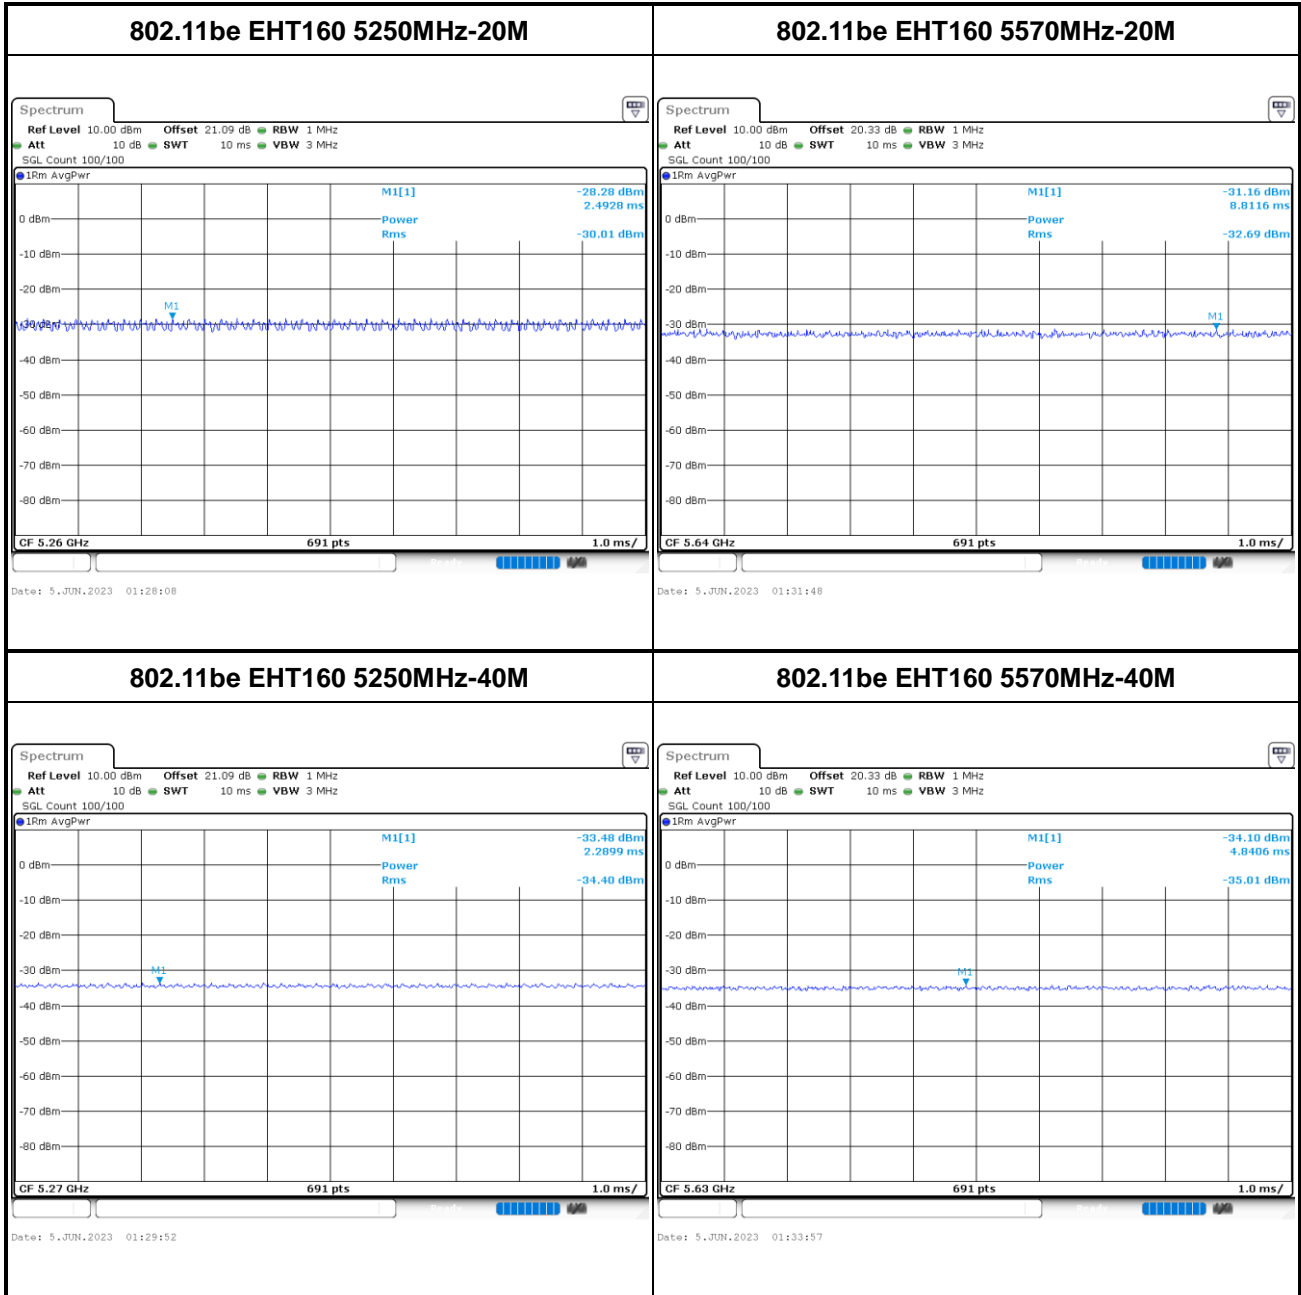 802.11be EHT160 5250MHz-20M
Spectrum
Ref Level 10.00 dBm Offset 21.09 dB RBW 1 MHz
Att 10 dB SWT 10 ms VBW 3 MHz
SGL Count 100/100
1Rm AvgPwr
M1[1] -28.28 dBm
2.4928 ms
0 dBm
Power
Rms -30.01 dBm
-10 dBm
-20 dBm
M1
-30 dBm
-40 dBm
-50 dBm
-60 dBm
-70 dBm
-80 dBm
CF 5.26 GHz 691 pts 1.0 ms/
Ready
Date: 5.JUN.2023 01:28:08
802.11be EHT160 5570MHz-20M
Spectrum
Ref Level 10.00 dBm Offset 20.33 dB RBW 1 MHz
Att 10 dB SWT 10 ms VBW 3 MHz
SGL Count 100/100
1Rm AvgPwr
M1[1] -31.16 dBm
8.8116 ms
0 dBm
Power
Rms -32.69 dBm
-10 dBm
-20 dBm
M1
-30 dBm
-40 dBm
-50 dBm
-60 dBm
-70 dBm
-80 dBm
CF 5.64 GHz 691 pts 1.0 ms/
Ready
Date: 5.JUN.2023 01:31:48
802.11be EHT160 5250MHz-40M
Spectrum
Ref Level 10.00 dBm Offset 21.09 dB RBW 1 MHz
Att 10 dB SWT 10 ms VBW 3 MHz
SGL Count 100/100
1Rm AvgPwr
M1[1] -33.48 dBm
2.2899 ms
0 dBm
Power
Rms -34.40 dBm
-10 dBm
-20 dBm
-30 dBm
M1
-40 dBm
-50 dBm
-60 dBm
-70 dBm
-80 dBm
CF 5.27 GHz 691 pts 1.0 ms/
Ready
Date: 5.JUN.2023 01:29:52
802.11be EHT160 5570MHz-40M
Spectrum
Ref Level 10.00 dBm Offset 20.33 dB RBW 1 MHz
Att 10 dB SWT 10 ms VBW 3 MHz
SGL Count 100/100
1Rm AvgPwr
M1[1] -34.10 dBm
4.8406 ms
0 dBm
Power
Rms -35.01 dBm
-10 dBm
-20 dBm
-30 dBm
M1
-40 dBm
-50 dBm
-60 dBm
-70 dBm
-80 dBm
CF 5.63 GHz 691 pts 1.0 ms/
Ready
Date: 5.JUN.2023 01:33:57